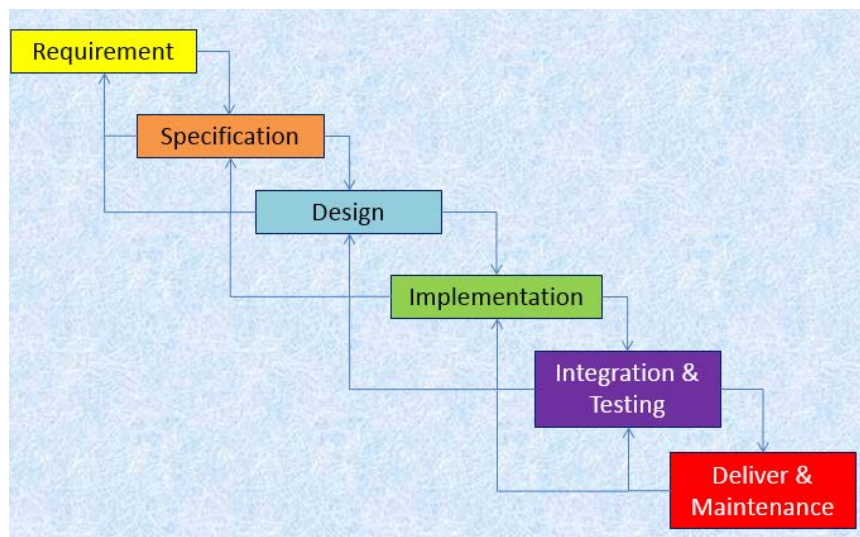 Requirement
Specification
Design
Implementation
Integration &
Testing
Deliver &
Maintenance